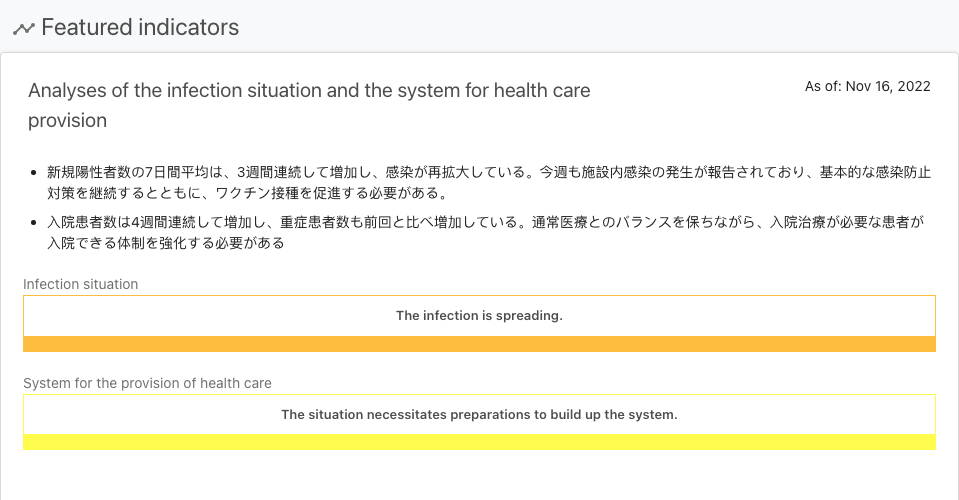 Featured indicators
Analyses of the infection situation and the system for health care
provision
As of: Nov 16, 2022
• 新規陽性者数の7日間平均は、3週間連続して増加し、感染が再拡大している。今週も施設内感染の発生が報告されており、基本的な感染防止
対策を継続するとともに、ワクチン接種を促進する必要がある。
• 入院患者数は4週間連続して増加し、重症患者数も前回と比べ増加している。通常医療とのバランスを保ちながら、入院治療が必要な患者が
入院できる体制を強化する必要がある
Infection situation
The infection is spreading.
System for the provision of health care
The situation necessitates preparations to build up the system.